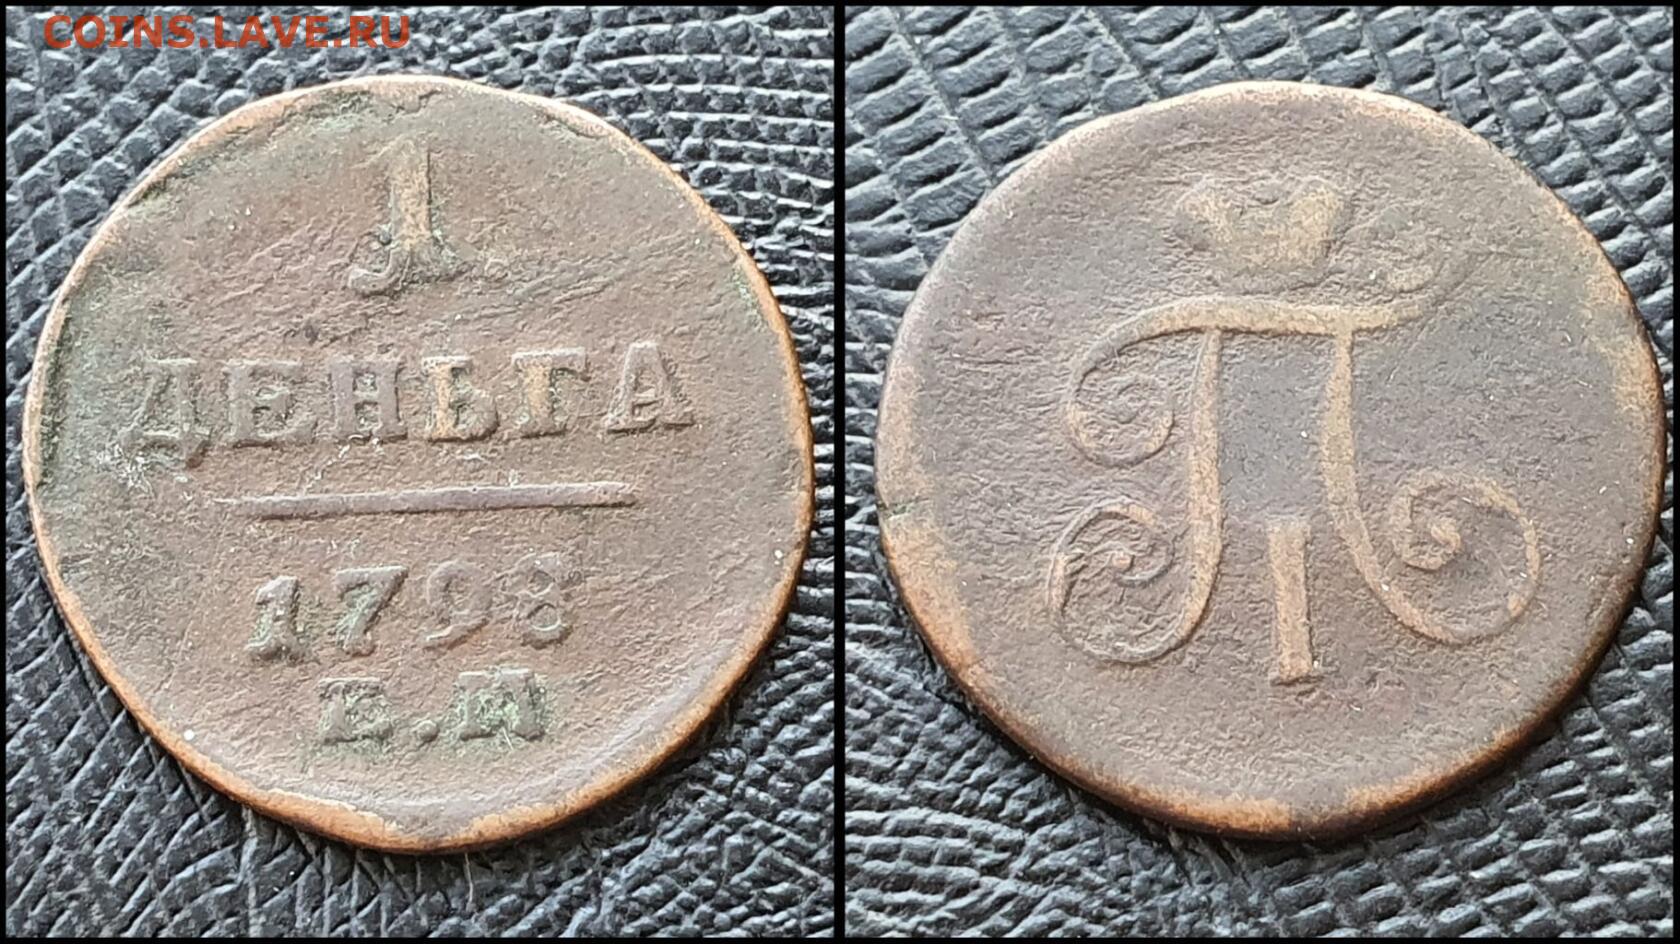 COINS.LAVE.RU
1
ДЕНЬГА
1798
Е.М
П
I